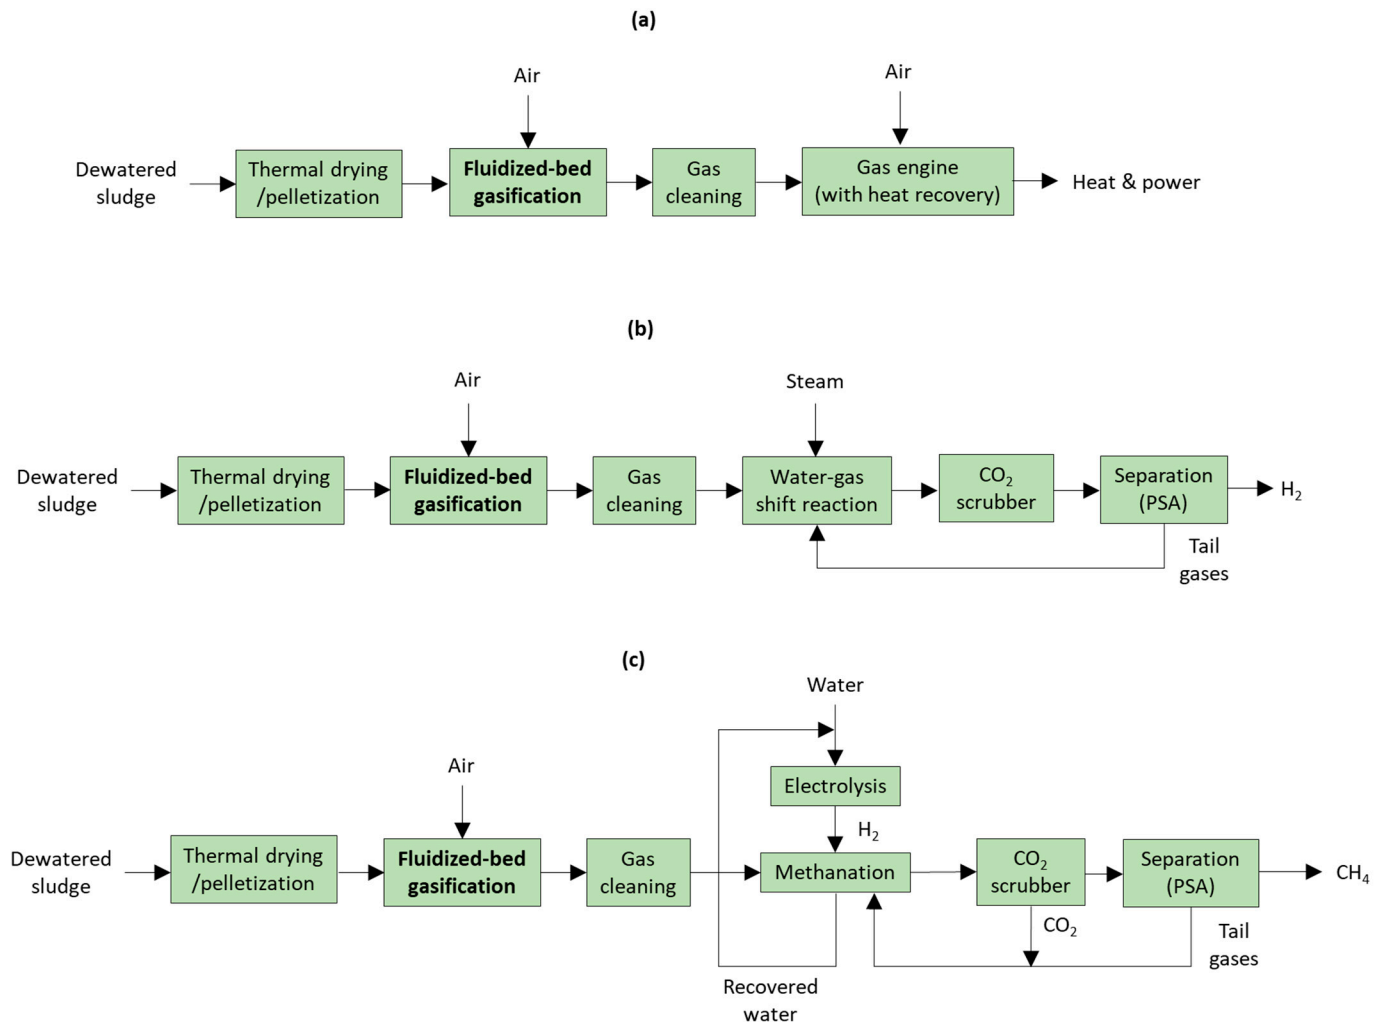 (a)
Air
Air
Dewatered
sludge
Thermal drying
/pelletization
Fluidized-bed
gasification
Gas
cleaning
Gas engine
(with heat recovery)
Heat & power
(b)
Air
Steam
Dewatered
sludge
Thermal drying
/pelletization
Fluidized-bed
gasification
Gas
cleaning
Water-gas
shift reaction
CO₂
scrubber
Separation
(PSA)
H₂
Tail
gases
(c)
Water
Air
Electrolysis
H₂
Dewatered
sludge
Thermal drying
/pelletization
Fluidized-bed
gasification
Gas
cleaning
Methanation
CO₂
scrubber
Separation
(PSA)
CH₄
CO₂
Tail
gases
Recovered
water